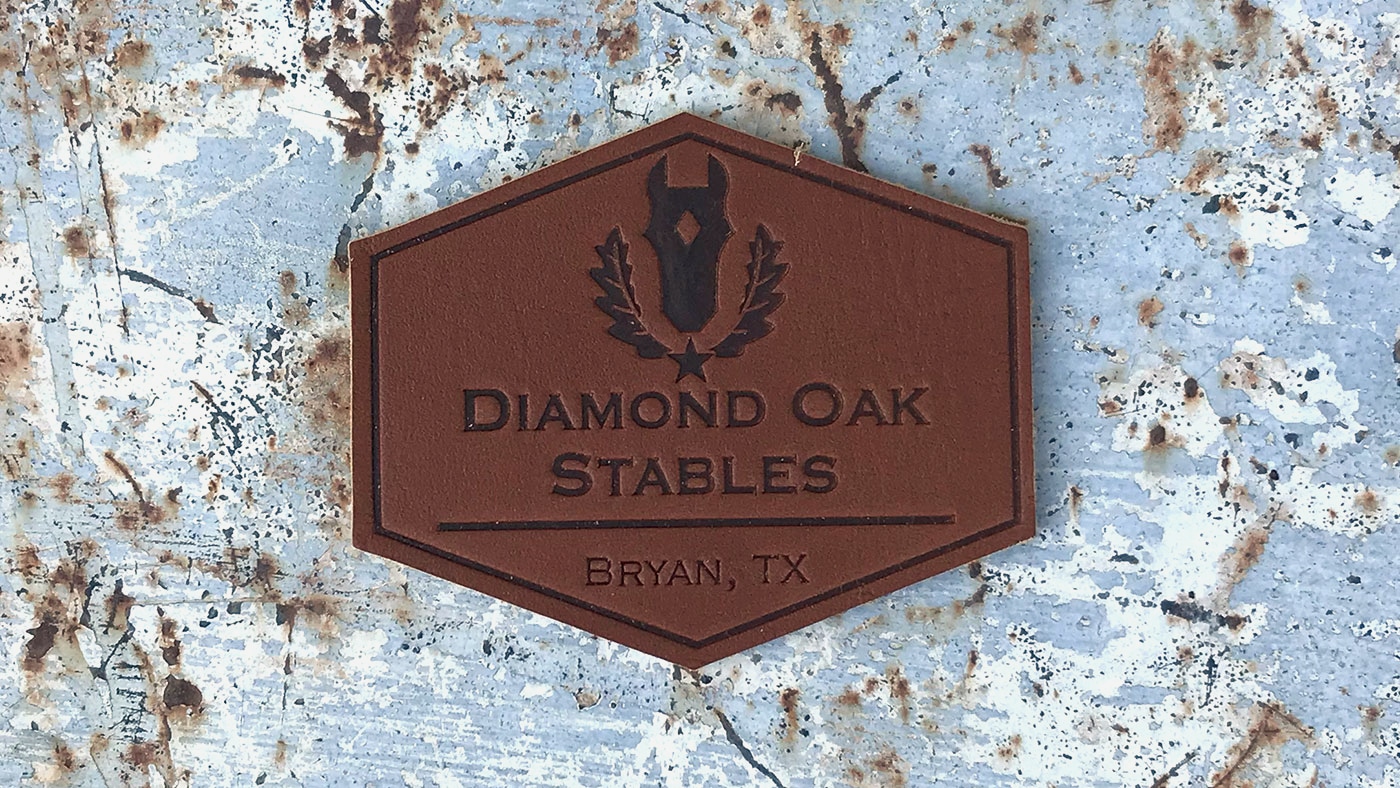 Diamond Oak
Stables
Bryan, TX